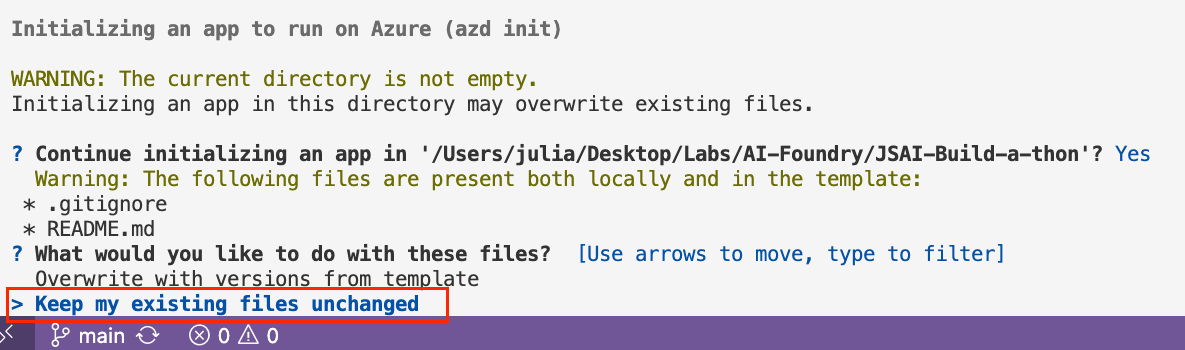 Initializing an app to run on Azure (azd init)
WARNING: The current directory is not empty.
Initializing an app in this directory may overwrite existing files.
? Continue initializing an app in '/Users/julia/Desktop/Labs/AI-Foundry/JSAI-Build-a-thon'? Yes
Warning: The following files are present both locally and in the template:
* .gitignore
* README.md
? What would you like to do with these files? [Use arrows to move, type to filter]
Overwrite with versions from template
> Keep my existing files unchanged
main 0 0